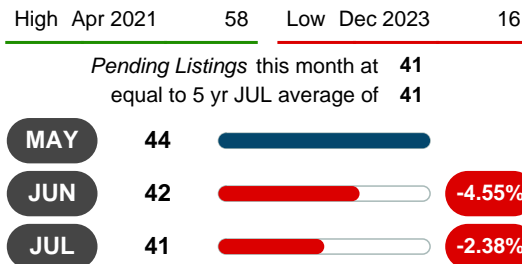 High Apr 2021 58 Low Dec 2023 16
Pending Listings this month at 41
equal to 5 yr JUL average of 41
MAY 44
JUN 42 -4.55%
JUL 41 -2.38%